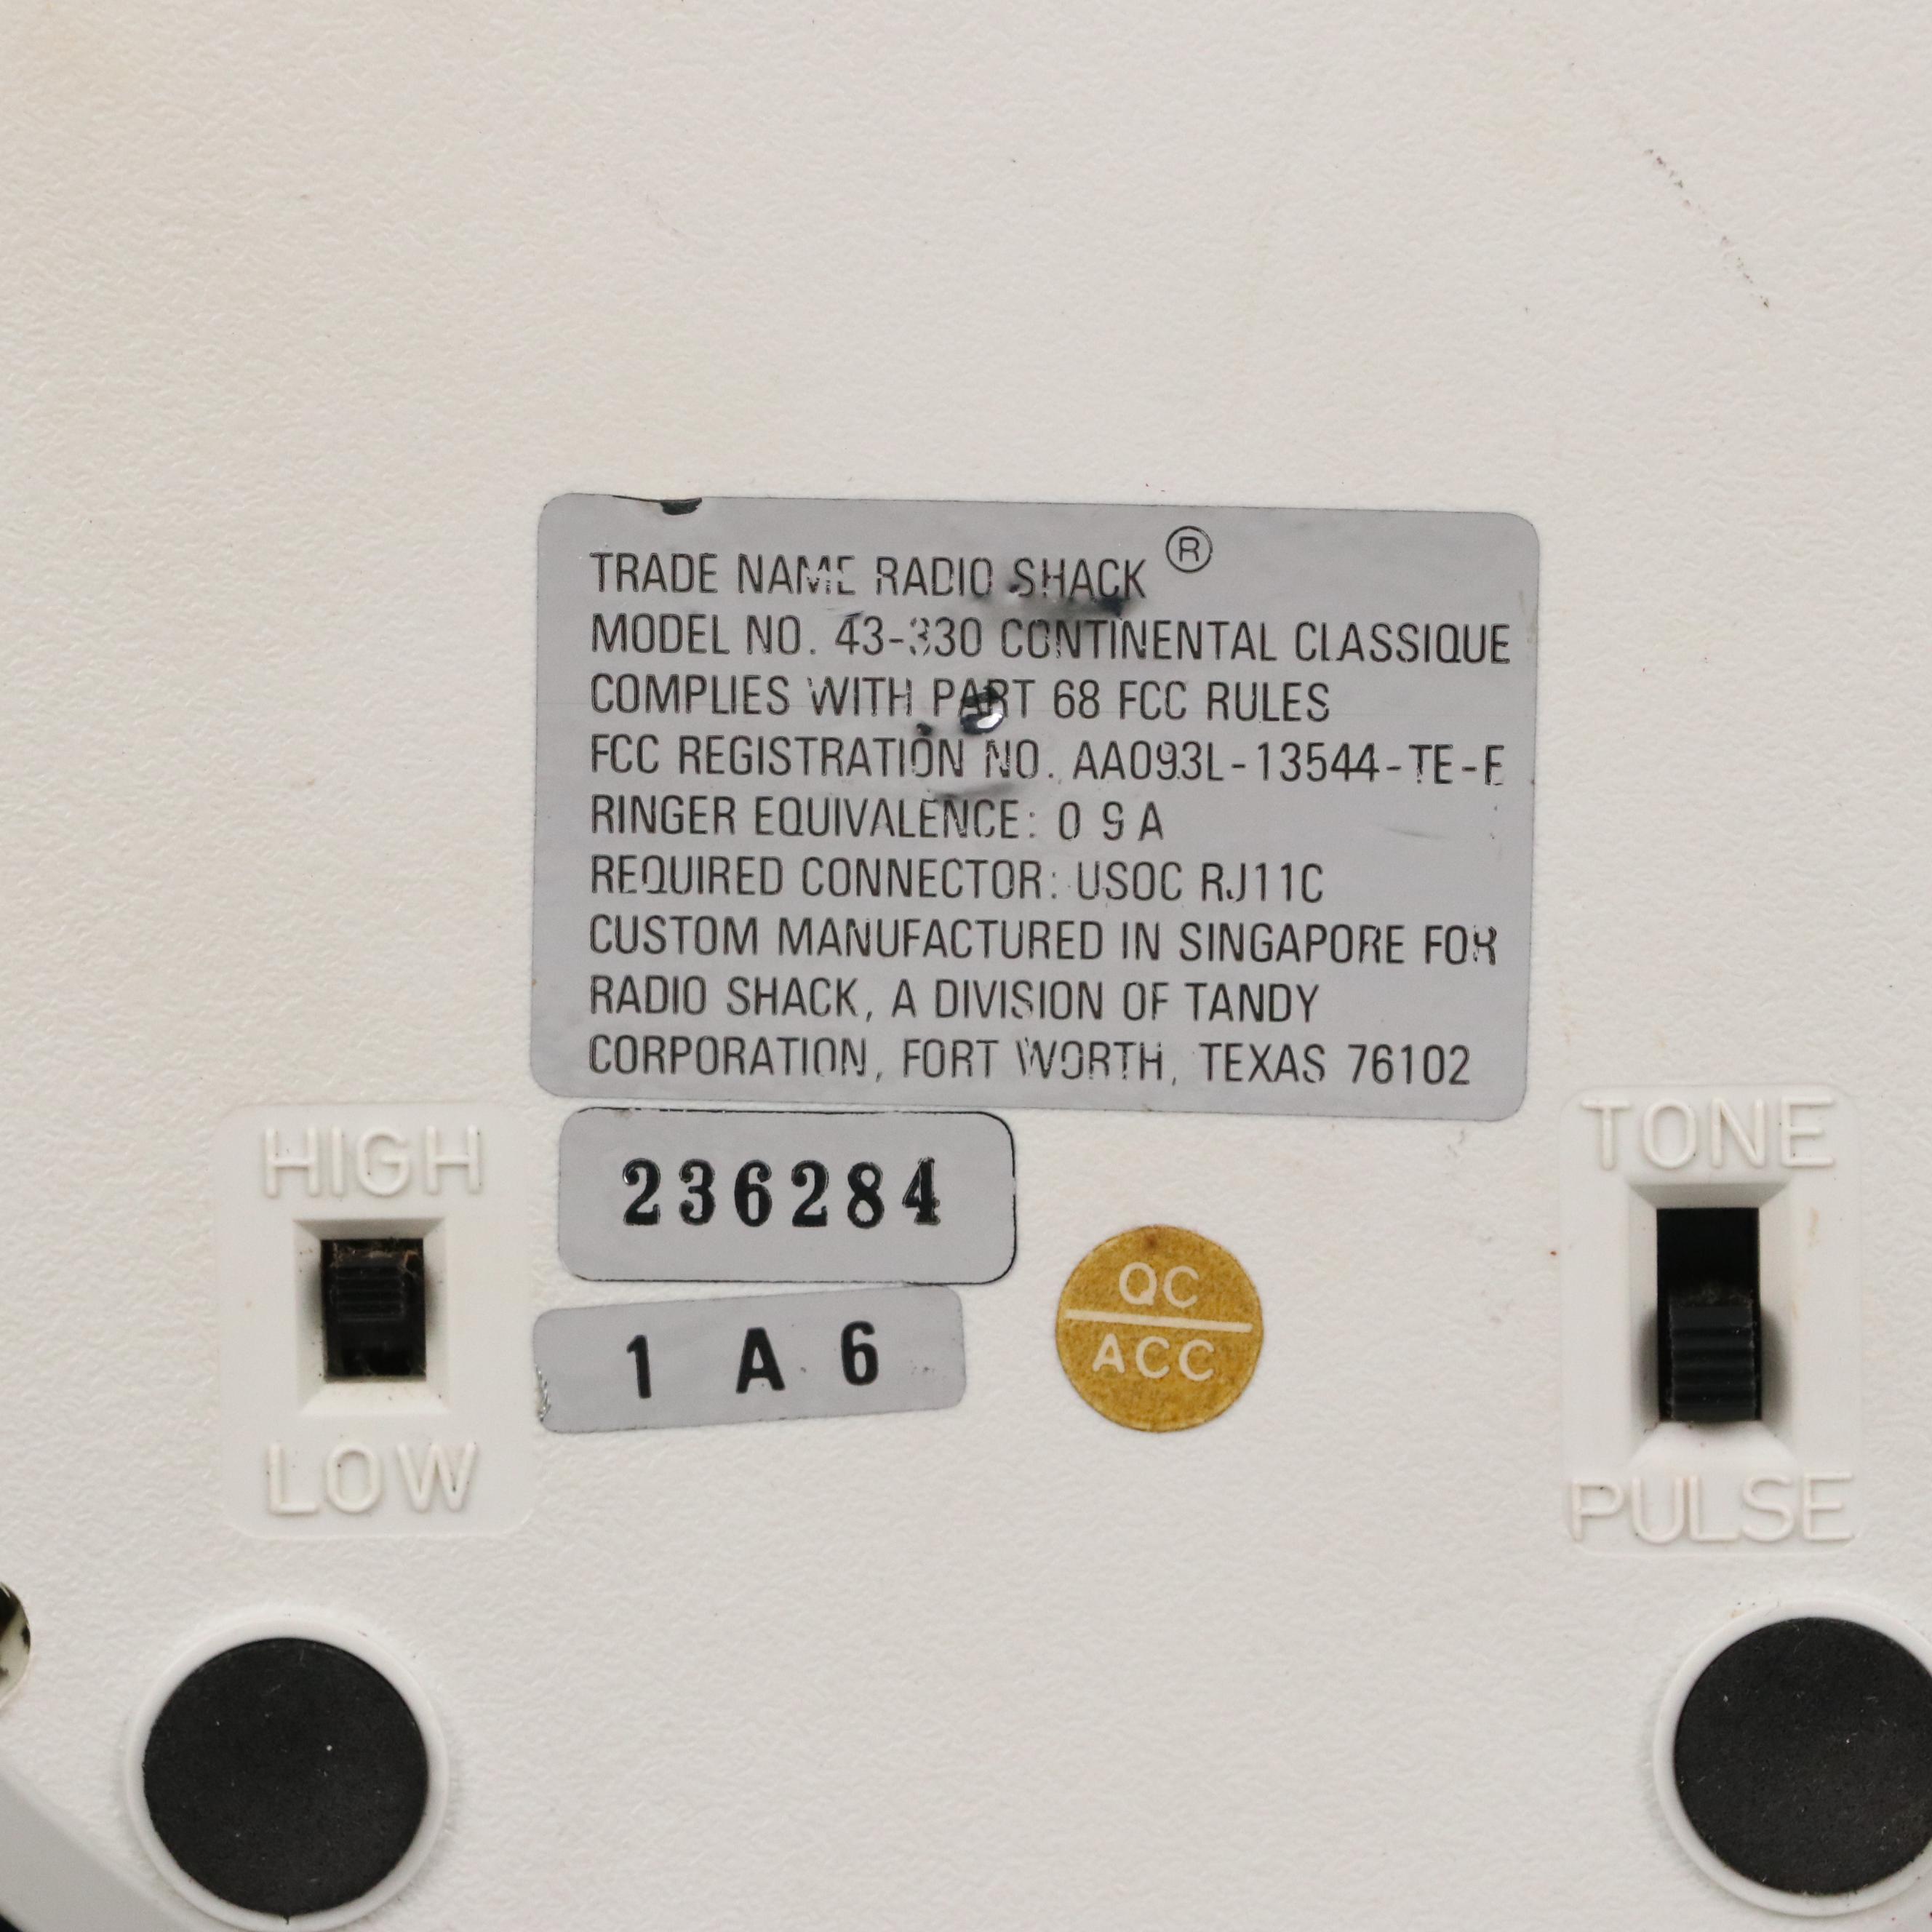 TRADE NAME RADIO SHACK ®
MODEL NO. 43-330 CONTINENTAL CLASSIQUE
COMPLIES WITH PART 68 FCC RULES
FCC REGISTRATION NO. AA093L-13544-TE-E
RINGER EQUIVALENCE: 0 9 A
REQUIRED CONNECTOR: USOC RJ11C
CUSTOM MANUFACTURED IN SINGAPORE FOR
RADIO SHACK, A DIVISION OF TANDY
CORPORATION, FORT WORTH, TEXAS 76102
HIGH
LOW
236284
1 A 6
QC
ACC
TONE
PULSE